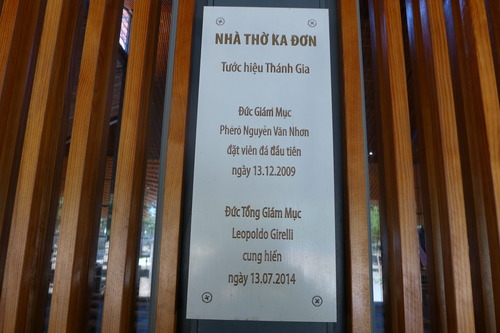 NHÀ THỜ KA ĐƠN
Tước hiệu Thánh Gia
Đức Giám Mục
Phêrô Nguyễn Văn Nhơn
đặt viên đá đầu tiên
ngày 13.12.2009
Đức Tổng Giám Mục
Leopoldo Girelli
cung hiến
ngày 13.07.2014